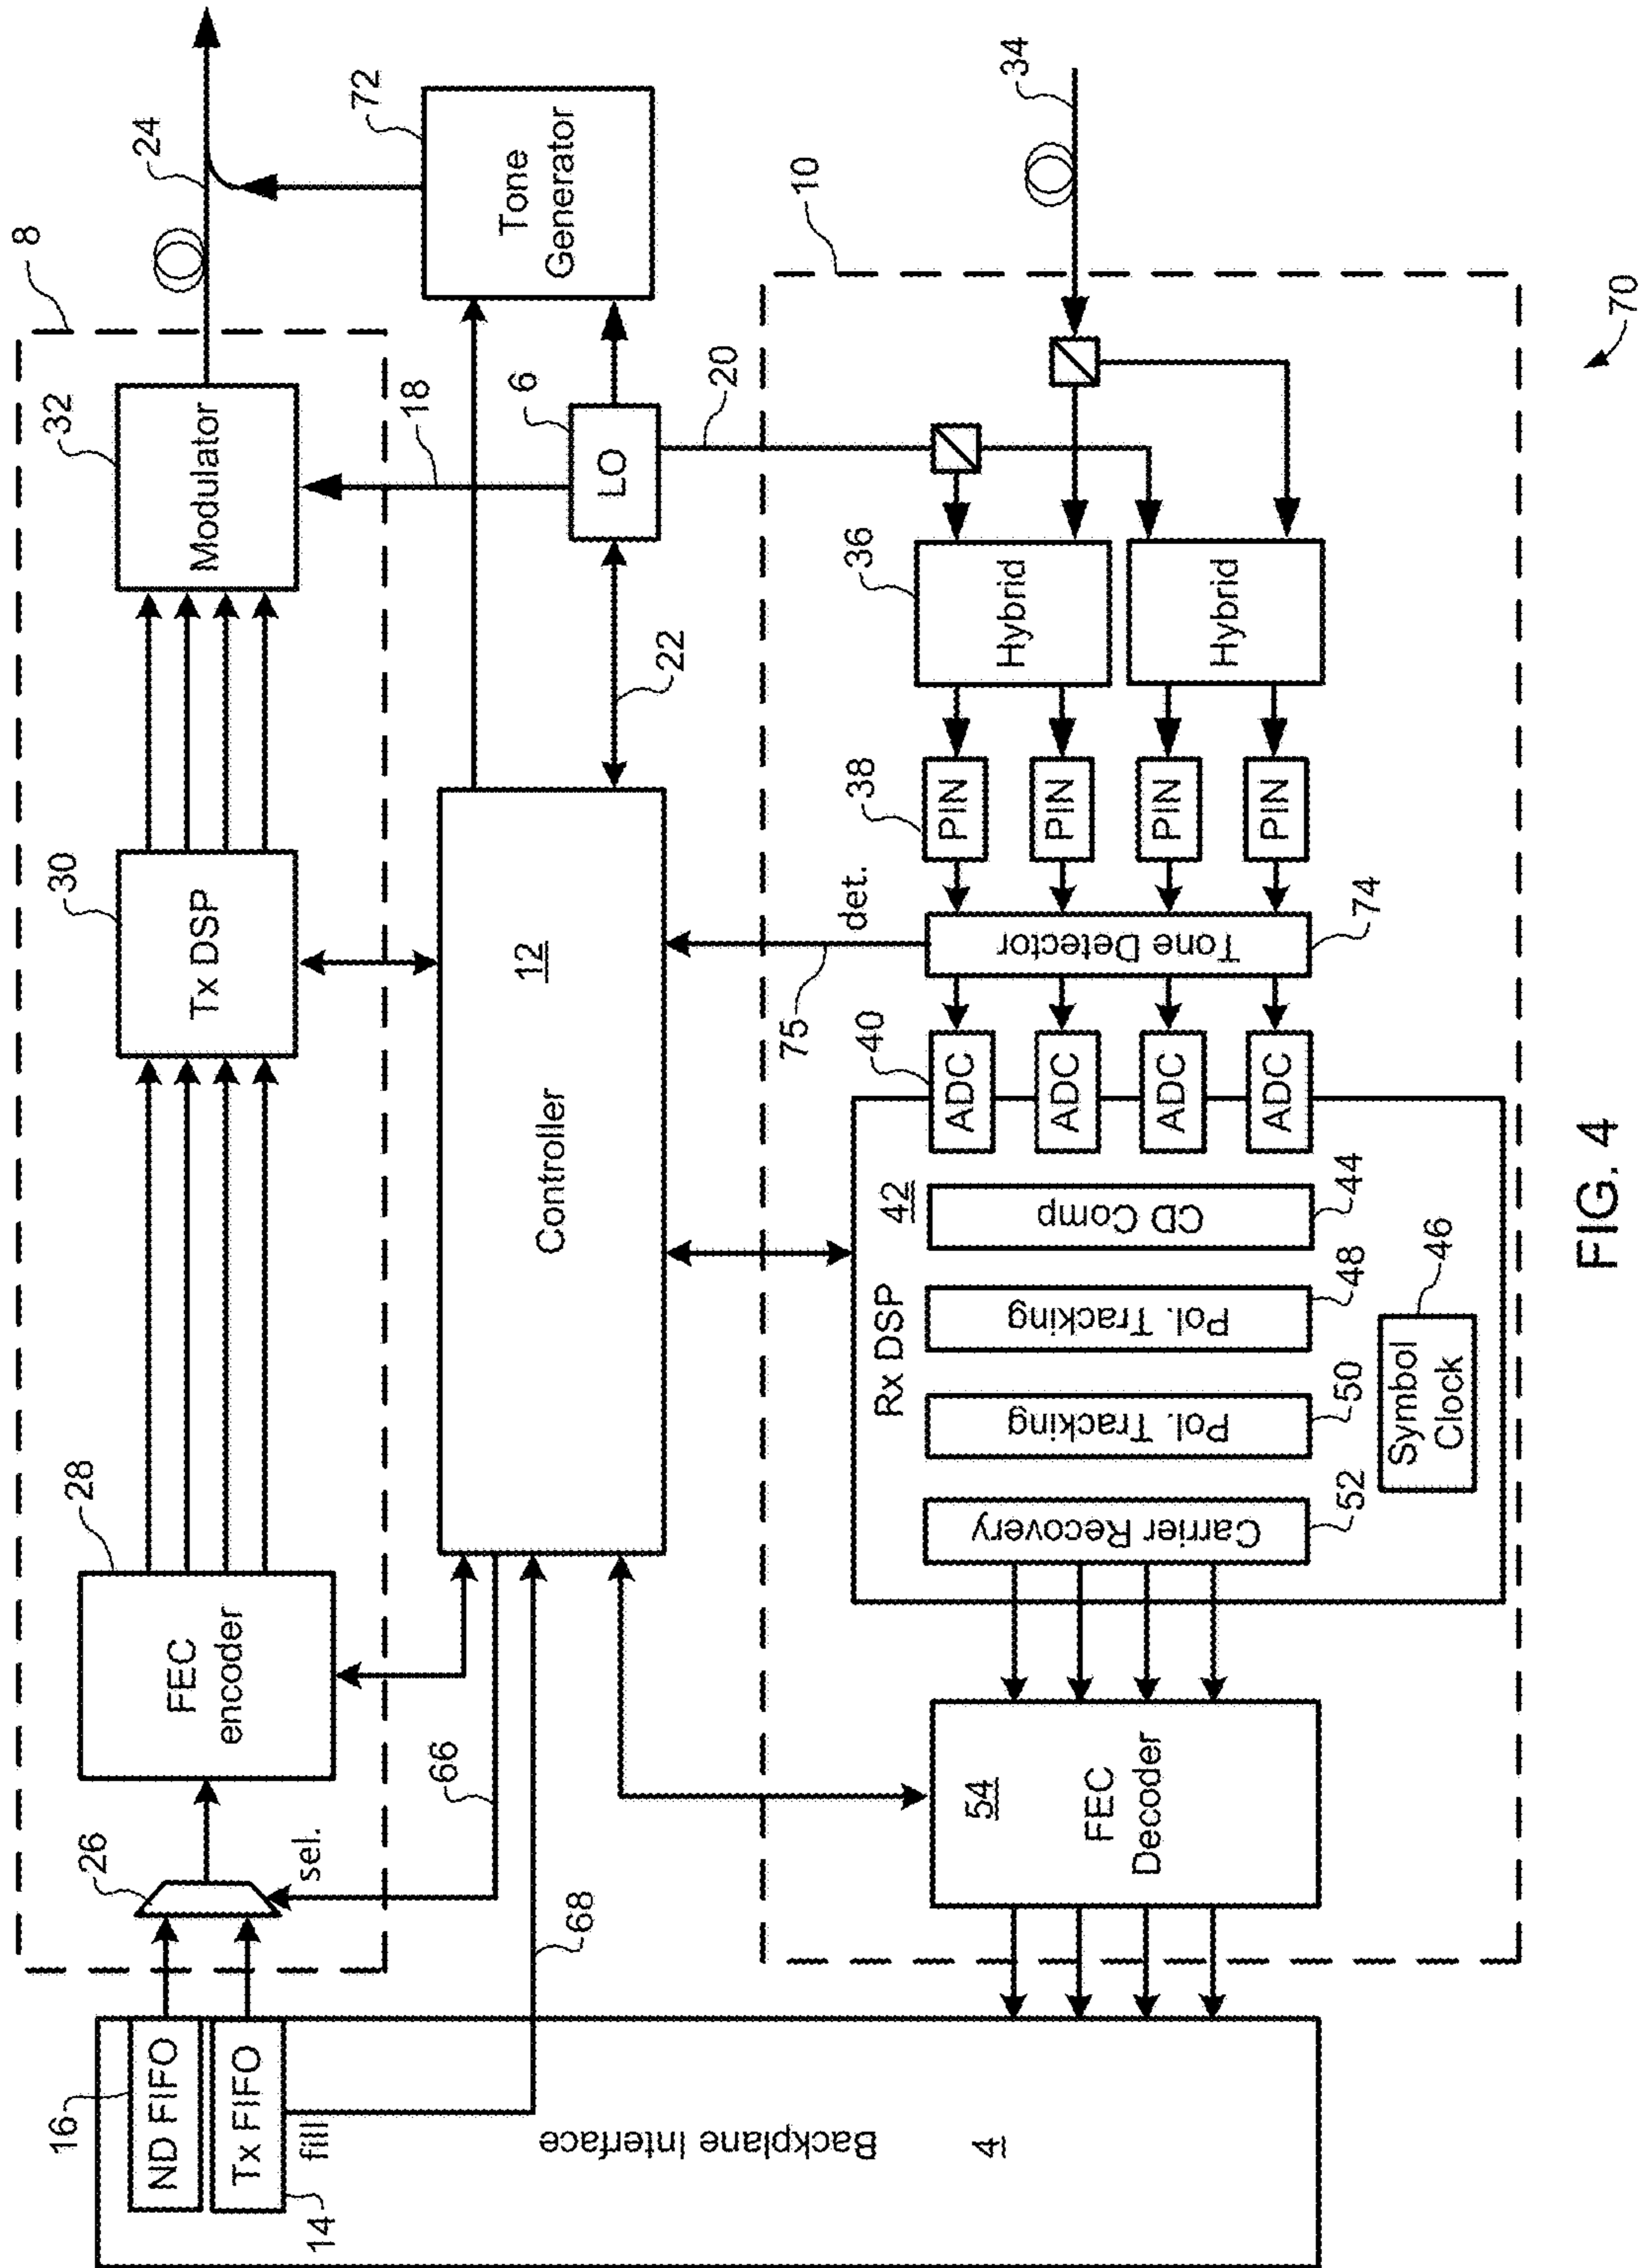 8
24
32
Modulator
30
Tx DSP
28
FEC
encoder
26
sel.
16
ND FIFO
Tx FIFO
14
fill
Backplane Interface
4
72
Tone
Generator
18
6
LO
20
22
12
Controller
66
68
34
10
36
Hybrid
Hybrid
38
PIN
PIN
PIN
PIN
det.
75
Tone Detector
74
40
ADC
ADC
ADC
ADC
Rx DSP
42
CD Comp
44
Pol. Tracking
48
Pol. Tracking
50
Carrier Recovery
52
Symbol
Clock
46
54
FEC
Decoder
70
FIG. 4